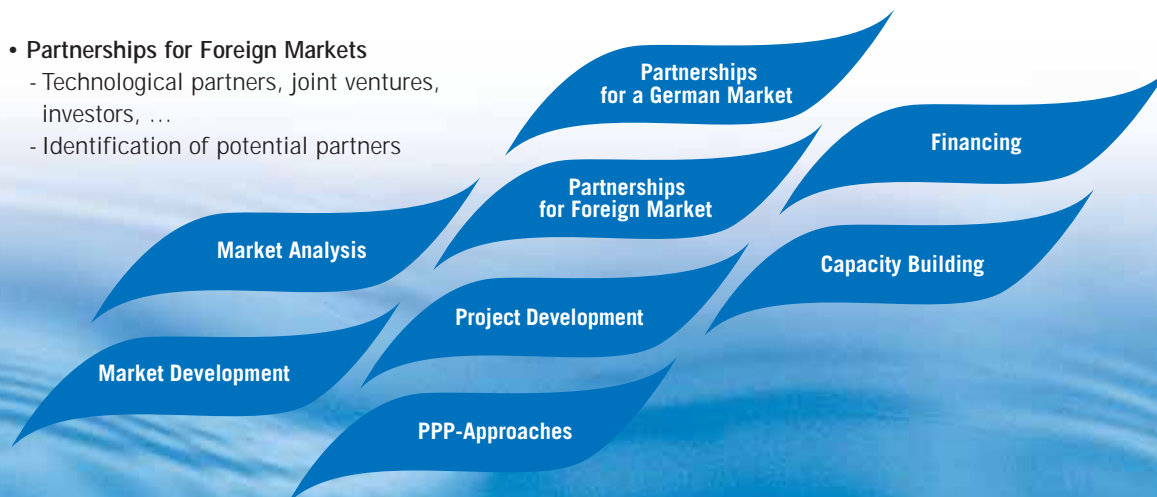 • Partnerships for Foreign Markets
- Technological partners, joint ventures,
investors, …
- Identification of potential partners
Partnerships
for a German Market
Financing
Partnerships
for Foreign Market
Market Analysis
Capacity Building
Project Development
Market Development
PPP-Approaches